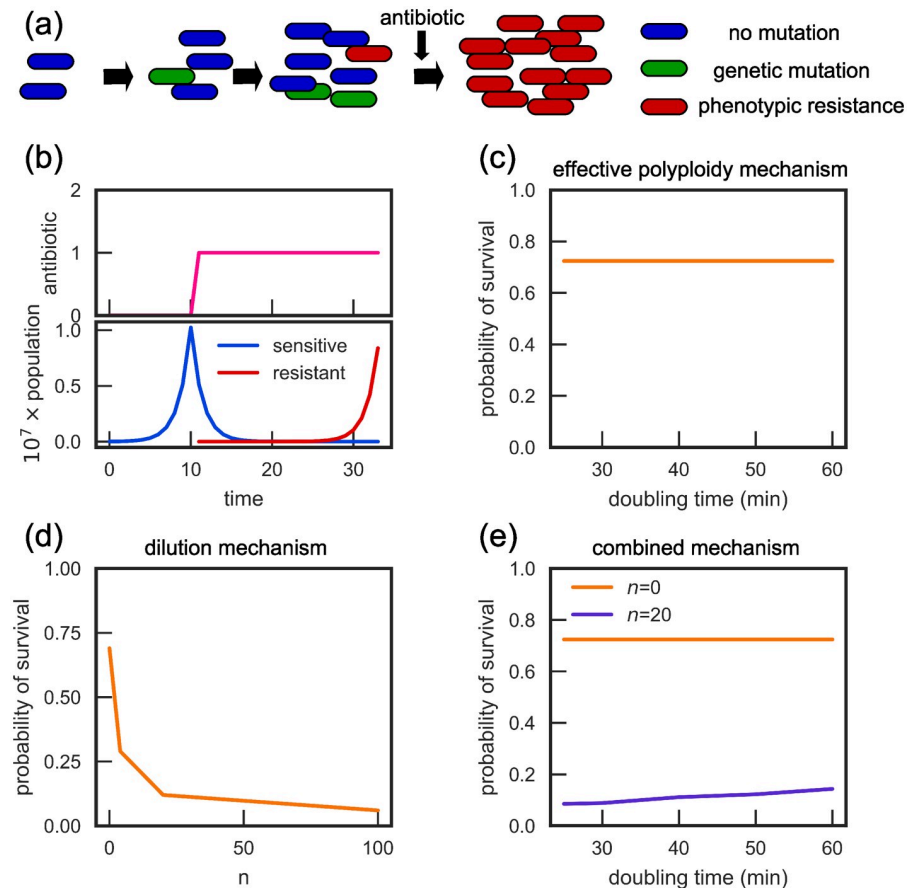 (a)
antibiotic
no mutation
genetic mutation
phenotypic resistance
(b)
2
1
0
antibiotic
1.0
0.5
0.0
10⁷ × population
sensitive
resistant
0 10 20 30
time
(c)
effective polyploidy mechanism
1.0
0.8
0.6
0.4
0.2
0.0
probability of survival
30 40 50 60
doubling time (min)
(d)
dilution mechanism
1.00
0.75
0.50
0.25
0.00
probability of survival
0 50 100
n
(e)
combined mechanism
1.0
0.8
0.6
0.4
0.2
0.0
probability of survival
n=0
n=20
30 40 50 60
doubling time (min)